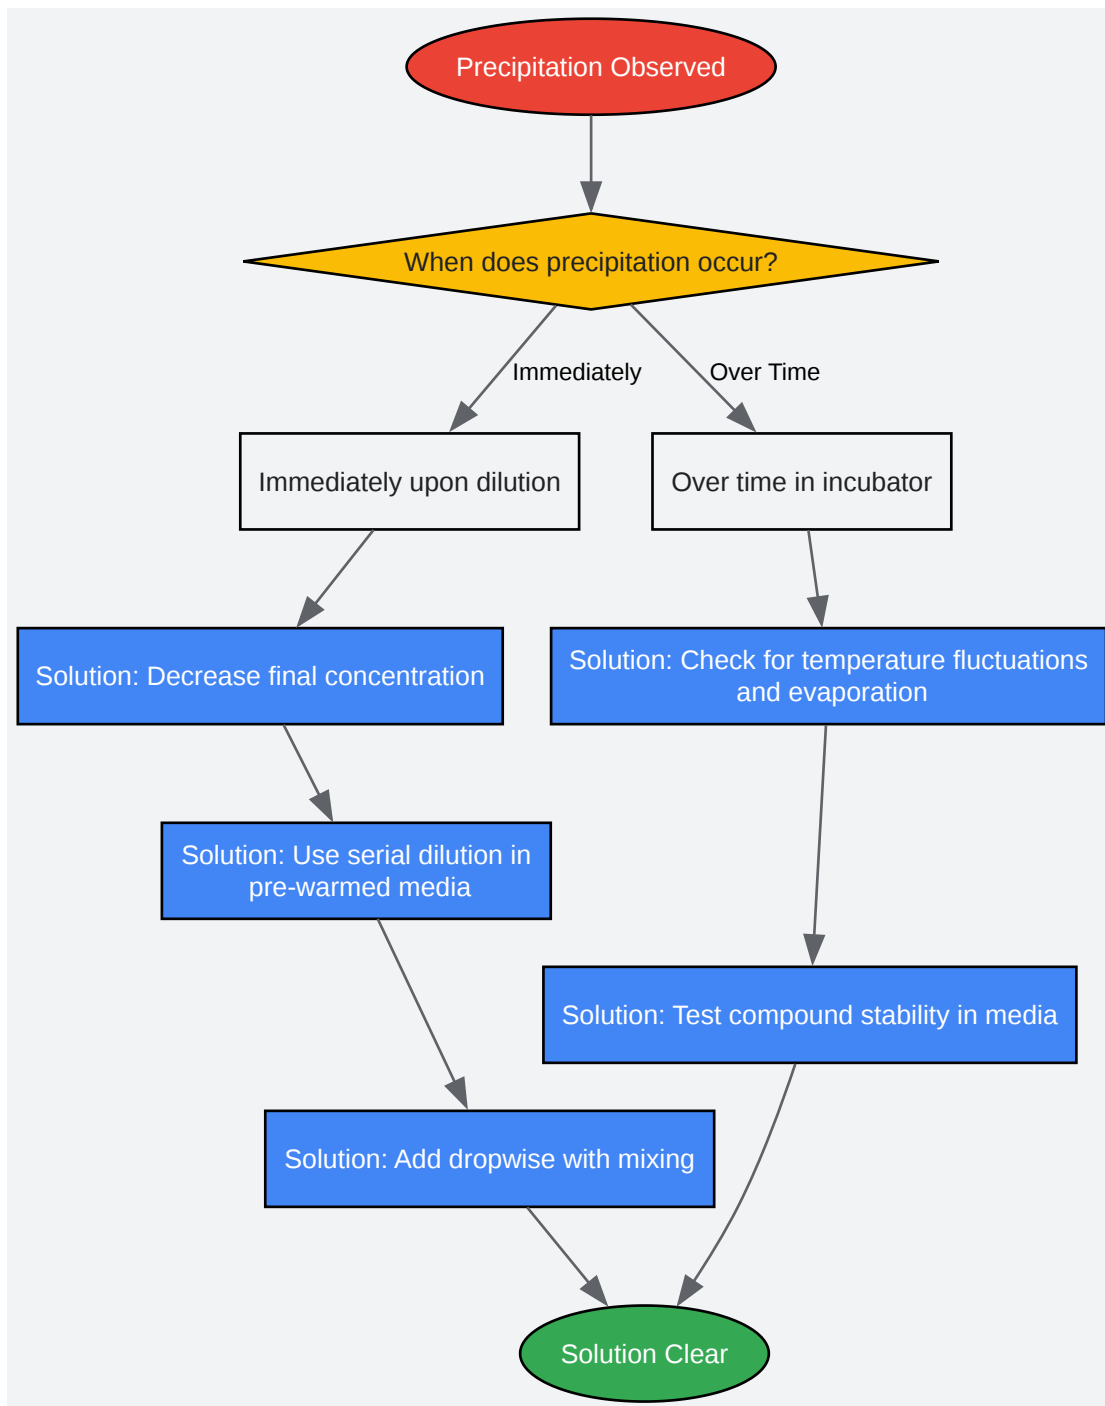 Precipitation Observed
When does precipitation occur?
Immediately
Over Time
Immediately upon dilution
Over time in incubator
Solution: Decrease final concentration
Solution: Check for temperature fluctuations
and evaporation
Solution: Use serial dilution in
pre-warmed media
Solution: Test compound stability in media
Solution: Add dropwise with mixing
Solution Clear